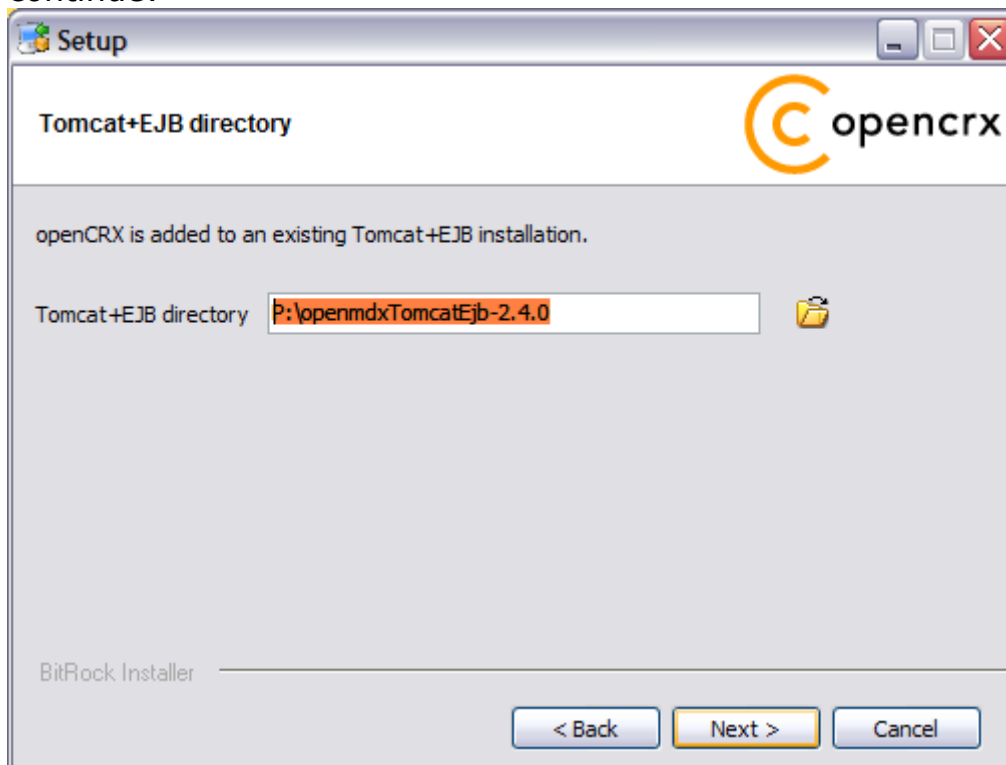 continue.
Setup
Tomcat+EJB directory
opencrx
openCRX is added to an existing Tomcat+EJB installation.
Tomcat+EJB directory P:\openmdxTomcatEjb-2.4.0
BitRock Installer
< Back Next > Cancel